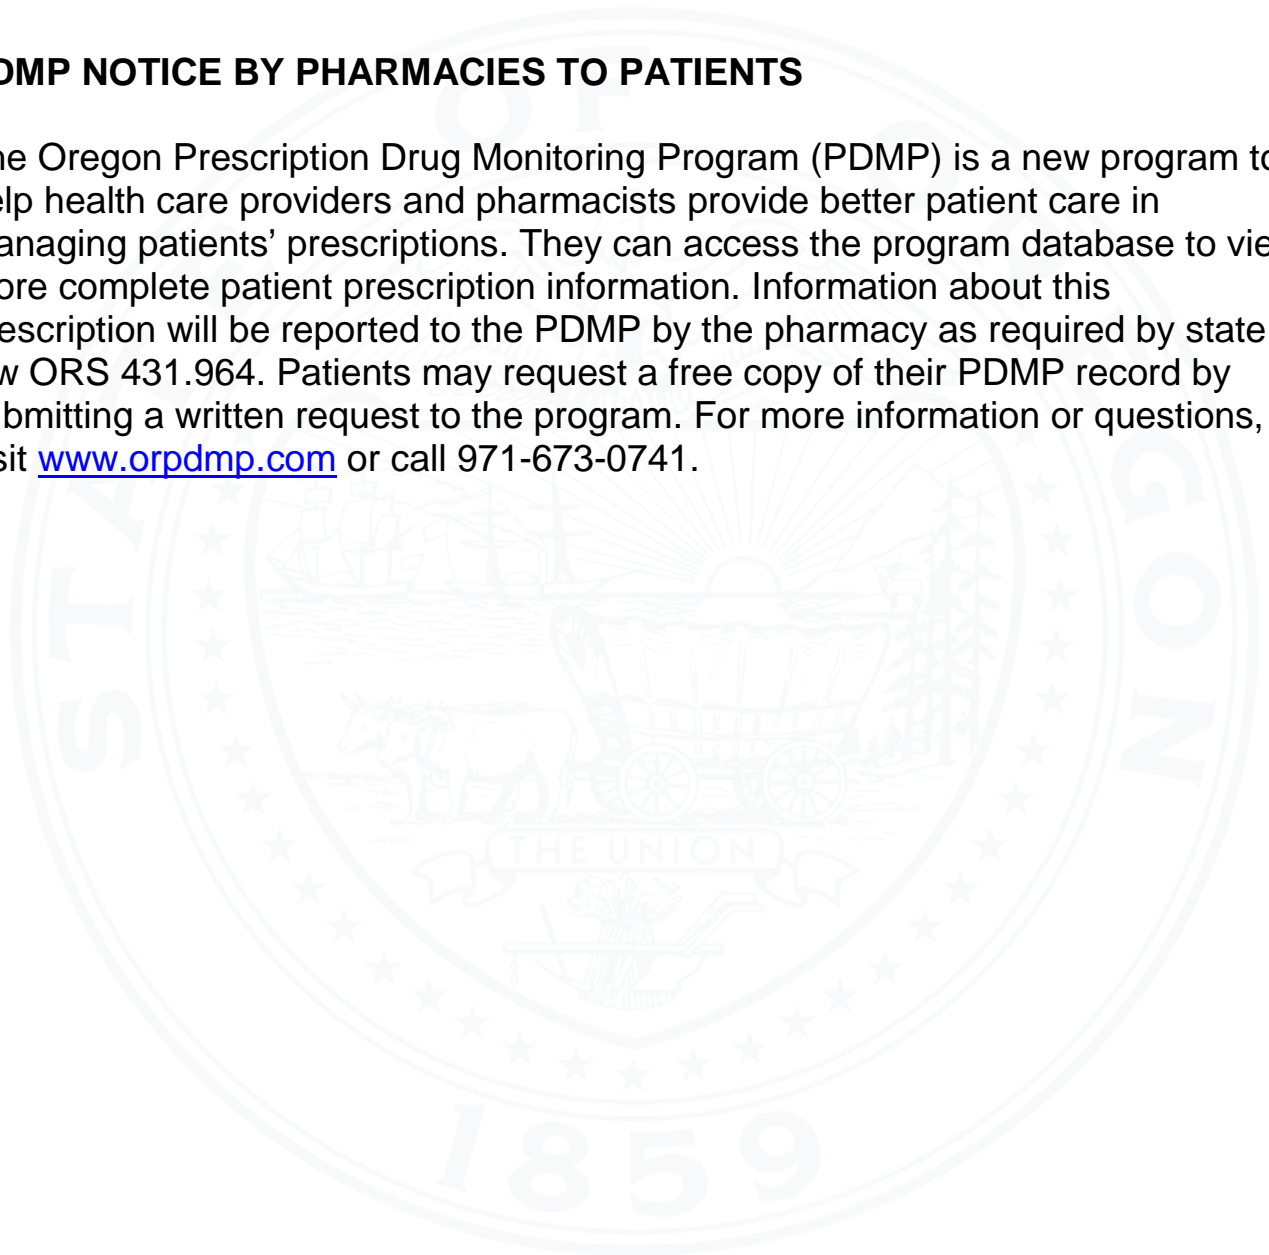 DMP NOTICE BY PHARMACIES TO PATIENTS
he Oregon Prescription Drug Monitoring Program (PDMP) is a new program to
elp health care providers and pharmacists provide better patient care in
anaging patients’ prescriptions. They can access the program database to vie
ore complete patient prescription information. Information about this
escription will be reported to the PDMP by the pharmacy as required by state
w ORS 431.964. Patients may request a free copy of their PDMP record by
bmitting a written request to the program. For more information or questions,
sit www.orpdmp.com or call 971-673-0741.
STATE OF OREGON
THE UNION
1859